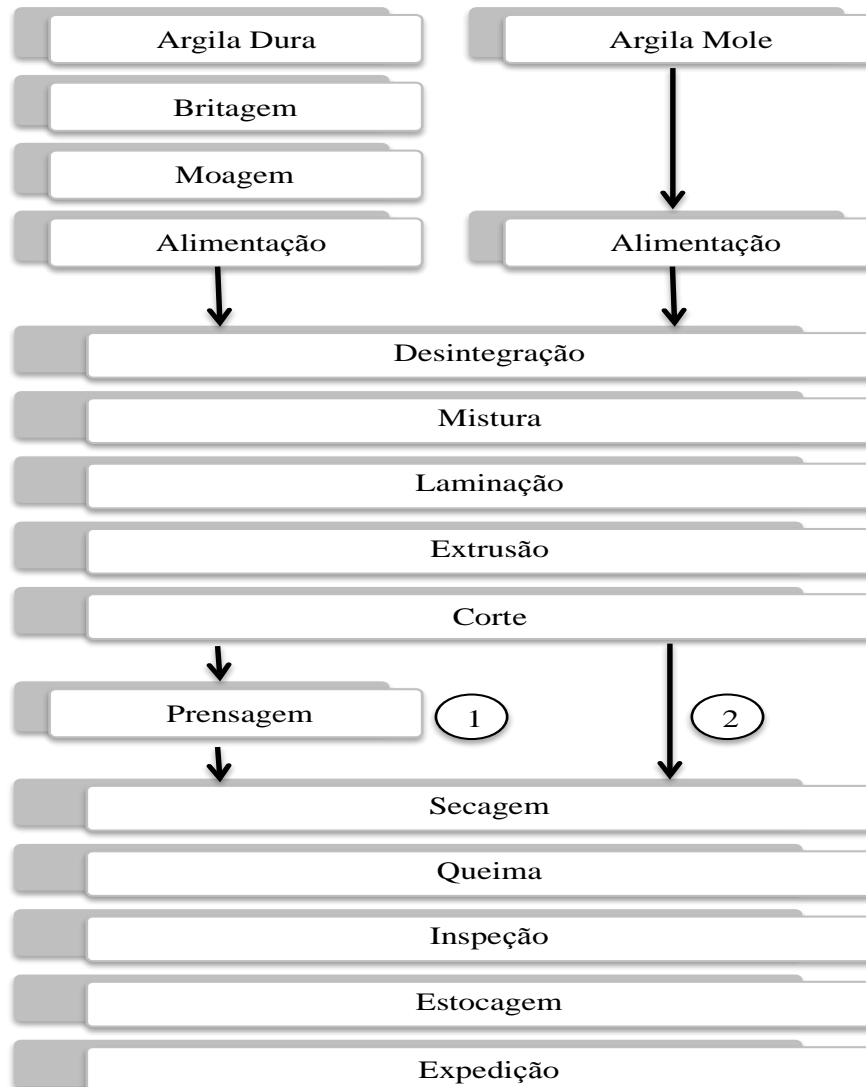 Argila Dura
Argila Mole
Britagem
Moagem
Alimentação
Alimentação
Desintegração
Mistura
Laminação
Extrusão
Corte
Prensagem
1
2
Secagem
Queima
Inspeção
Estocagem
Expedição